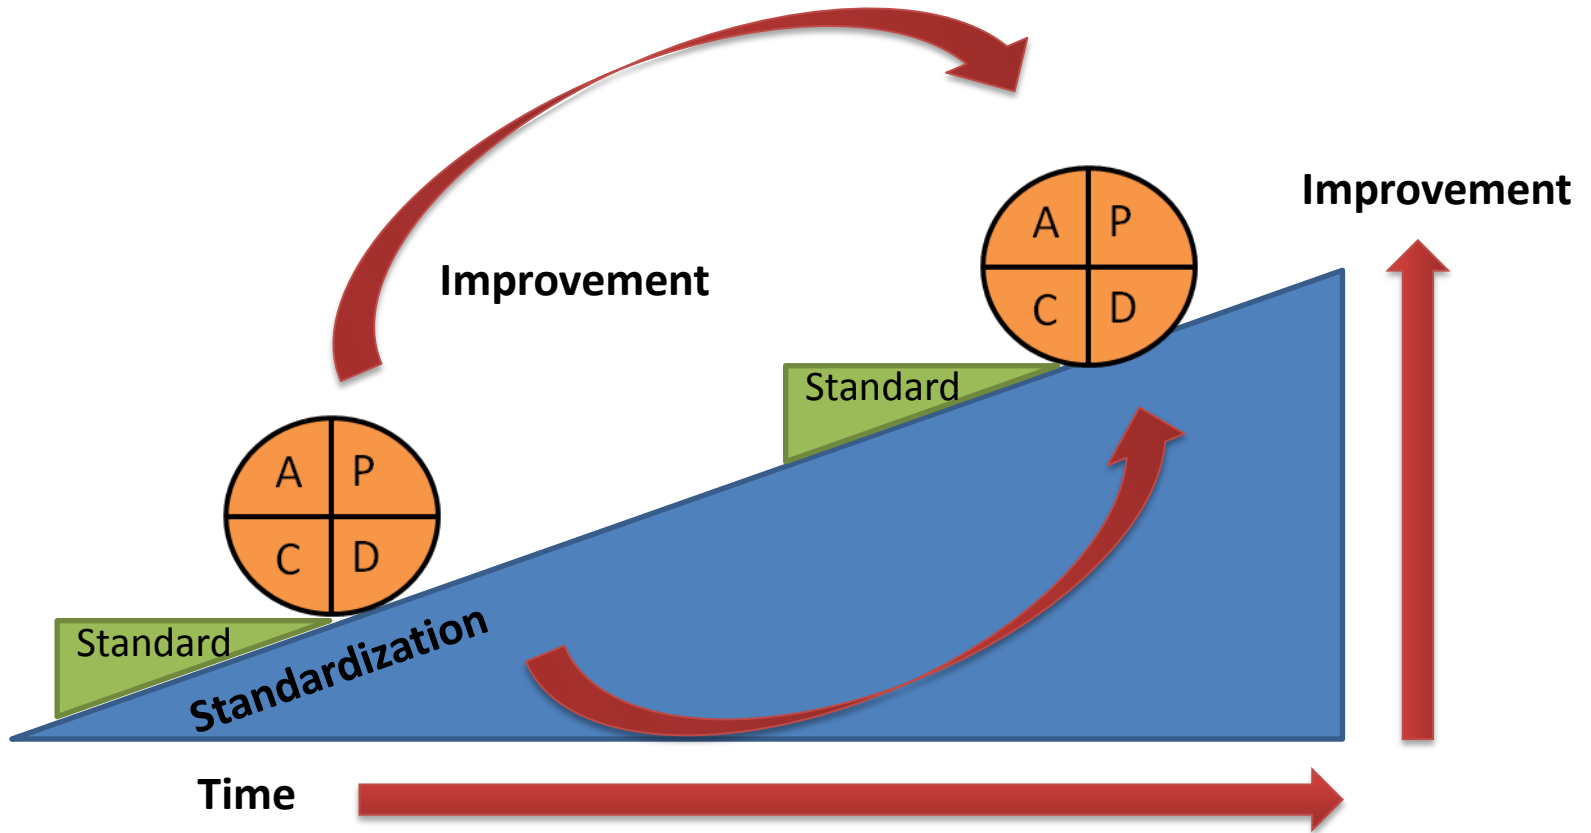 Improvement
Improvement
A P
C D
Standard
A P
C D
Standard
Standardization
Time